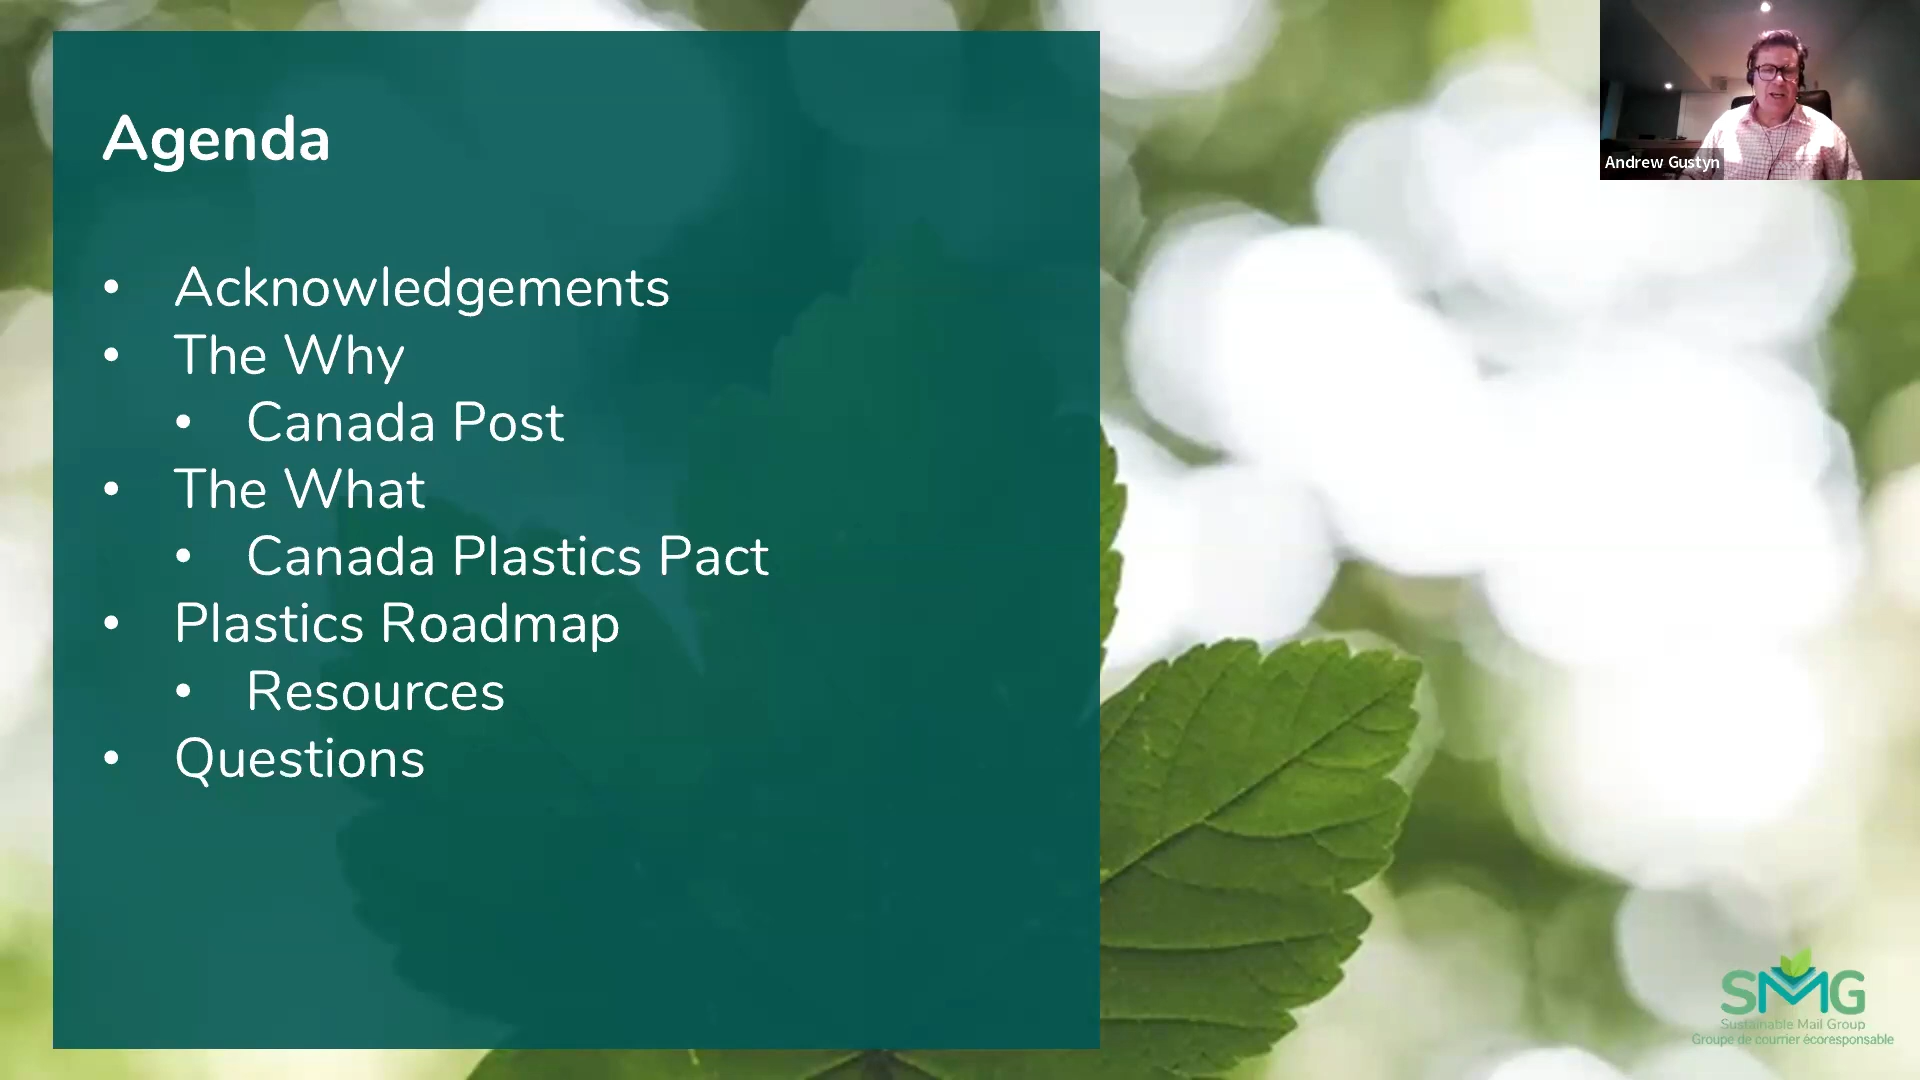 Agenda
• Acknowledgements
• The Why
• Canada Post
• The What
• Canada Plastics Pact
• Plastics Roadmap
• Resources
• Questions
Andrew Gustyn
SMG
Sustainable Mail Group
Groupe de courrier écoresponsable